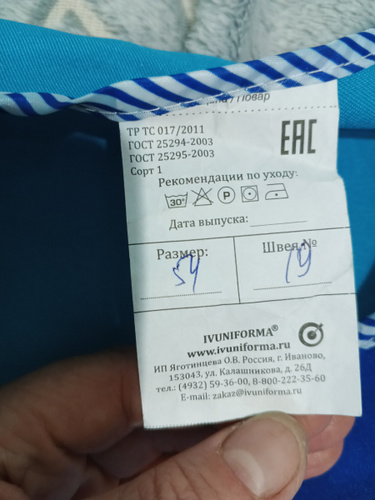 / Повар
ТР ТС 017/2011
ГОСТ 25294-2003
ГОСТ 25295-2003
Сорт 1
EAC
Рекомендации по уходу:
30° P
Дата выпуска:
Размер: Швея №
54 19
IVUNIFORMA®
www.ivuniforma.ru
ИП Яготинцева О.В. Россия, г. Иваново,
153043, ул. Калашникова, д. 26Д
тел.: (4932) 59-36-00, 8-800-222-35-60
E-mail: zakaz@ivuniforma.ru